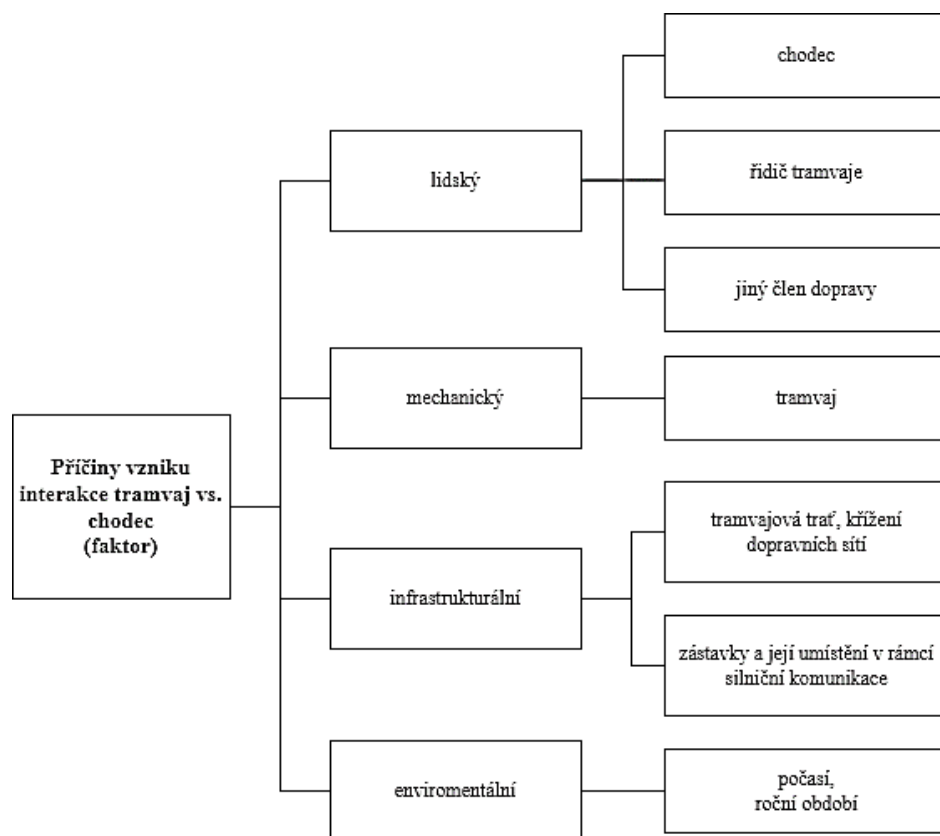 Příčiny vzniku
interakce tramvaj vs.
chodec
(faktor)
lidský
chodec
řidič tramvaje
jiný člen dopravy
mechanický
tramvaj
infrastrukturální
tramvajová trať, křížení
dopravních sítí
zástavky a její umístění v rámci
silniční komunikace
enviromentální
počasí,
roční období